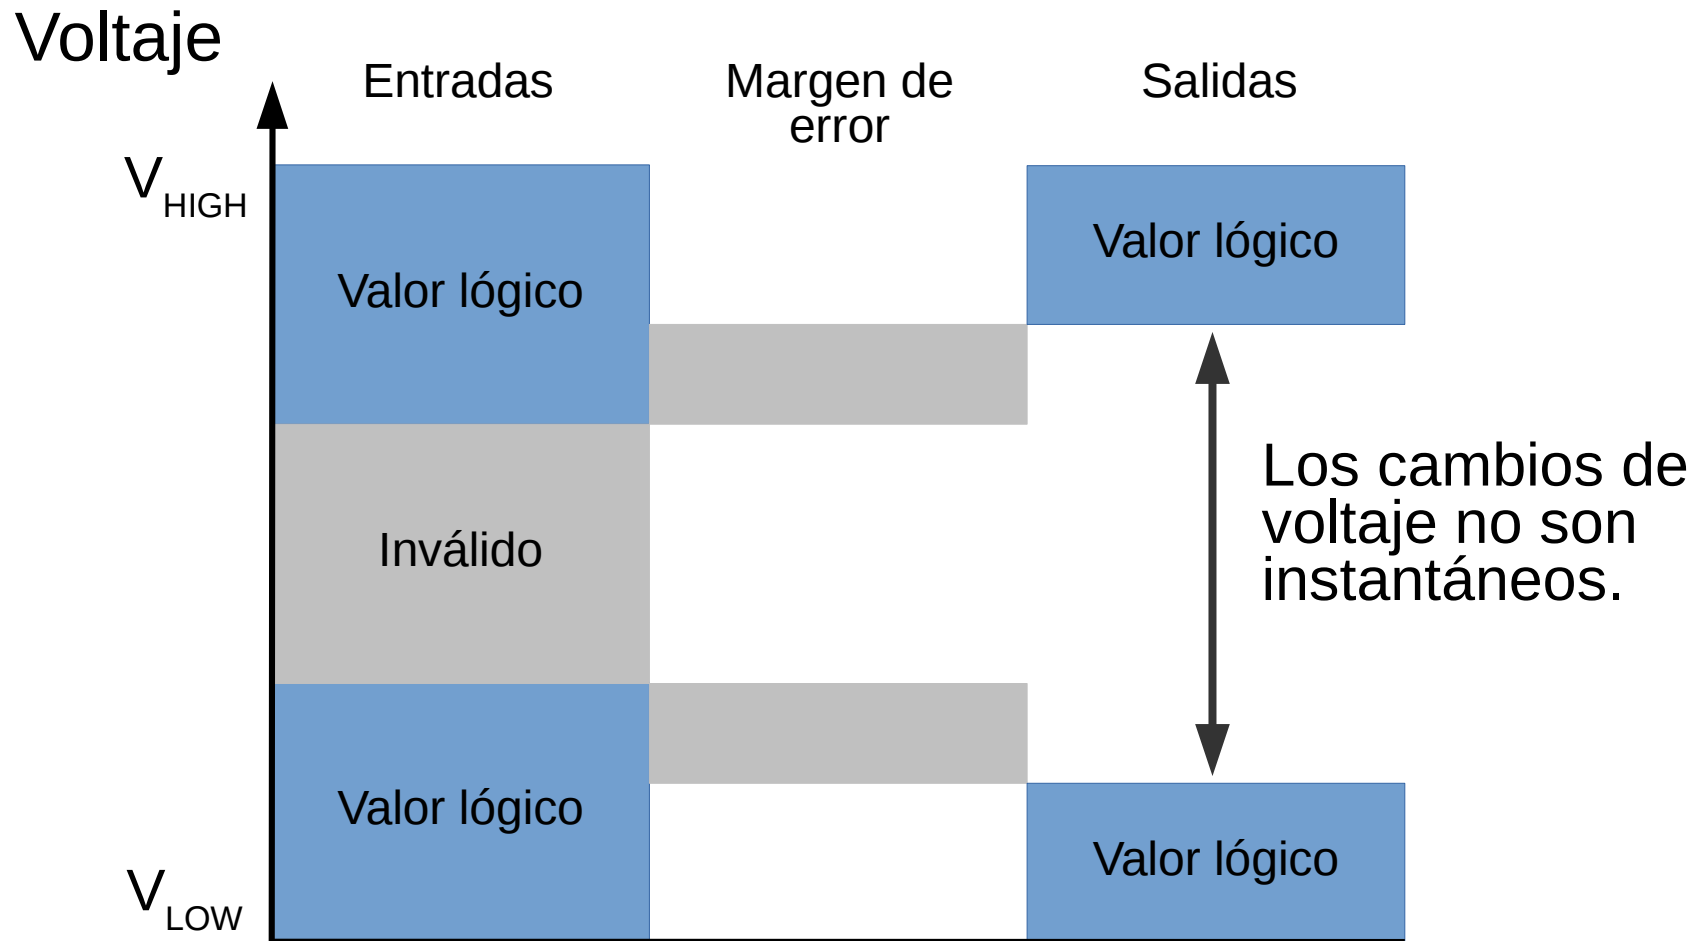 Voltaje
Entradas
Margen de
error
Salidas
VHIGH
Valor lógico
Valor lógico
Inválido
Los cambios de
voltaje no son
instantáneos.
Valor lógico
Valor lógico
VLOW